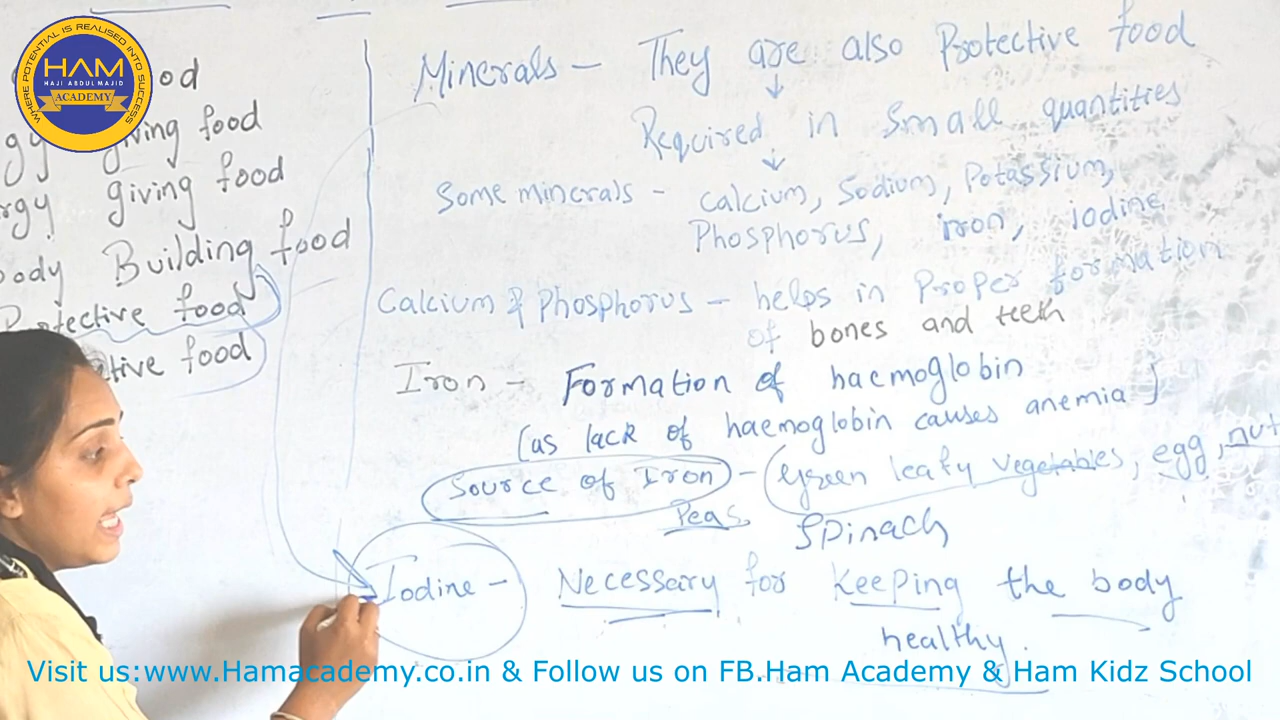 WHERE POTENTIAL IS REALISED INTO SUCCESS
HAM
HAJI ABDUL MAJID
ACADEMY
giving food
giving food
Body Building food
Protective food
food
Minerals - They are also Protective food
Required in small quantities
Some minerals - Calcium, Sodium, Potassium,
Phosphorus, iron, iodine
Calcium & Phosphorus - helps in Proper formation
of bones and teeth
Iron - Formation of haemoglobin
(as lack of haemoglobin causes anemia)
Source of Iron - Green leafy vegetables, egg, nut
Peas, Spinach
Iodine - Necessary for keeping the body
healthy.
Visit us:www.Hamacademy.co.in & Follow us on FB.Ham Academy & Ham Kidz School